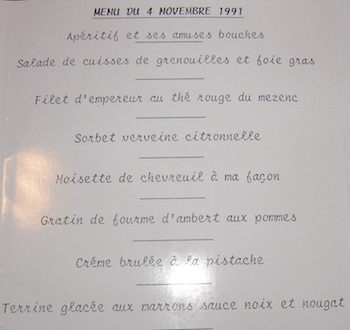 MENU DU 4 NOVEMBRE 1991
Apéritif et ses amuses bouches
Salade de cuisses de grenouilles et foie gras
Filet d'empereur au thé rouge du mezenc
Sorbet verveine citronnelle
Noisette de chevreuil à ma façon
Gratin de fourme d'ambert aux pommes
Créme brulée à la pistache
Terrine glacée aux marrons sauce noix et nougat